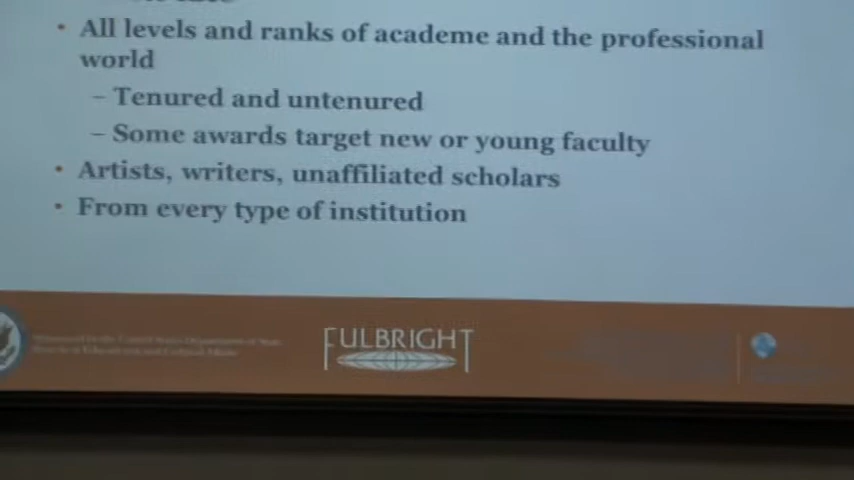 • All levels and ranks of academe and the professional
world
– Tenured and untenured
– Some awards target new or young faculty
• Artists, writers, unaffiliated scholars
• From every type of institution
FULBRIGHT